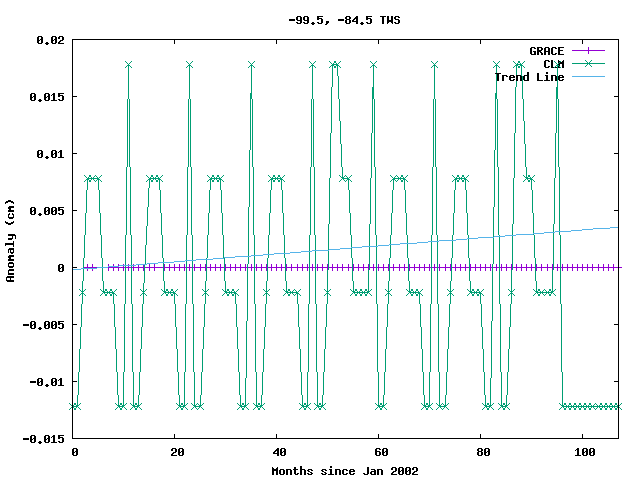 -99.5, -84.5 TWS
GRACE
CLM
Trend Line
0.02
0.015
0.01
0.005
0
-0.005
-0.01
-0.015
Anomaly (cm)
0 20 40 60 80 100
Months since Jan 2002